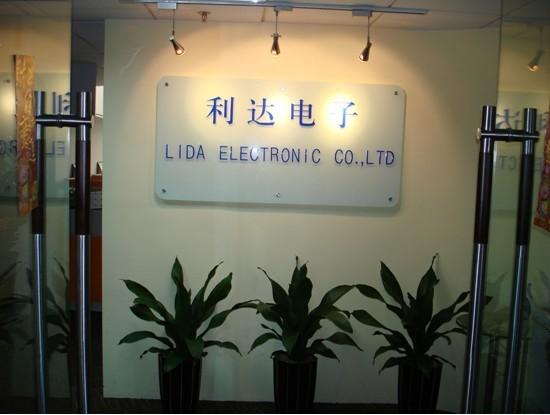 利达电子
LIDA ELECTRONIC CO.,LTD